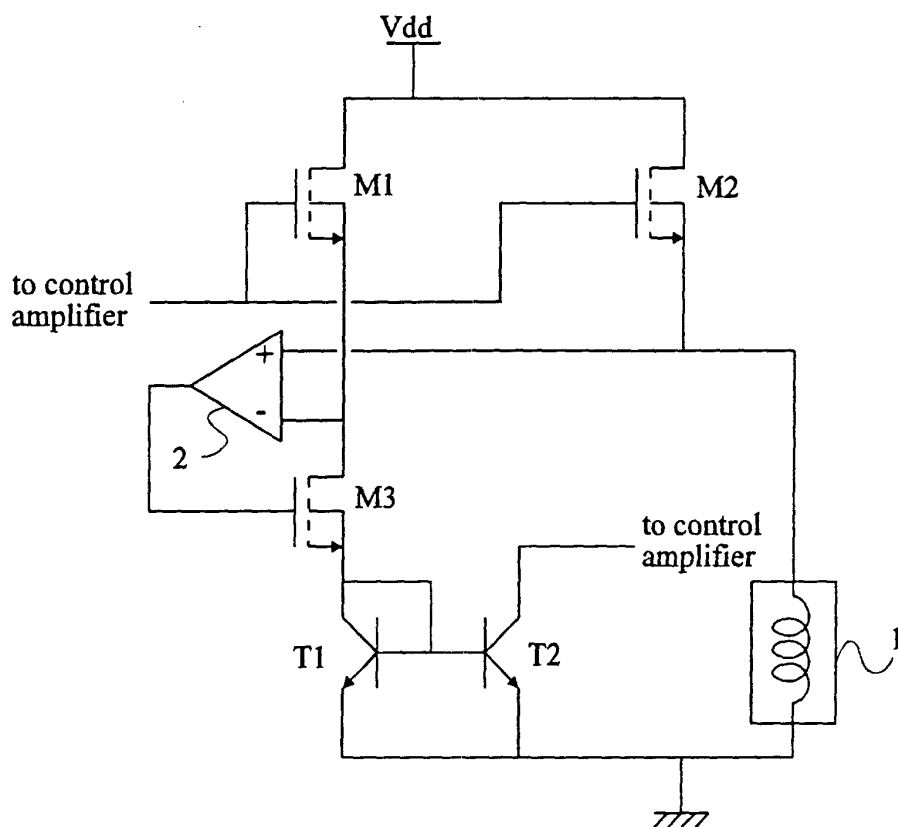 Vdd
M1
M2
to control
amplifier
+
-
2
M3
to control
amplifier
1
T1
T2